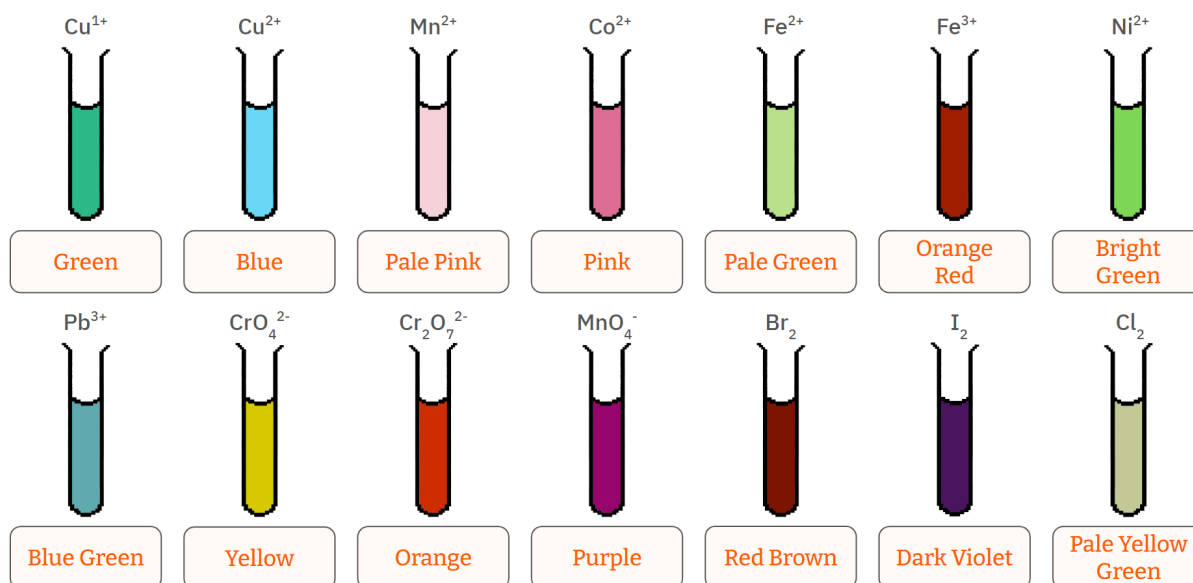 Cu¹⁺ Cu²⁺ Mn²⁺ Co²⁺ Fe²⁺ Fe³⁺ Ni²⁺
Green Blue Pale Pink Pink Pale Green Orange Red Bright Green
Pb³⁺ CrO₄²⁻ Cr₂O₇²⁻ MnO₄⁻ Br₂ I₂ Cl₂
Blue Green Yellow Orange Purple Red Brown Dark Violet Pale Yellow Green